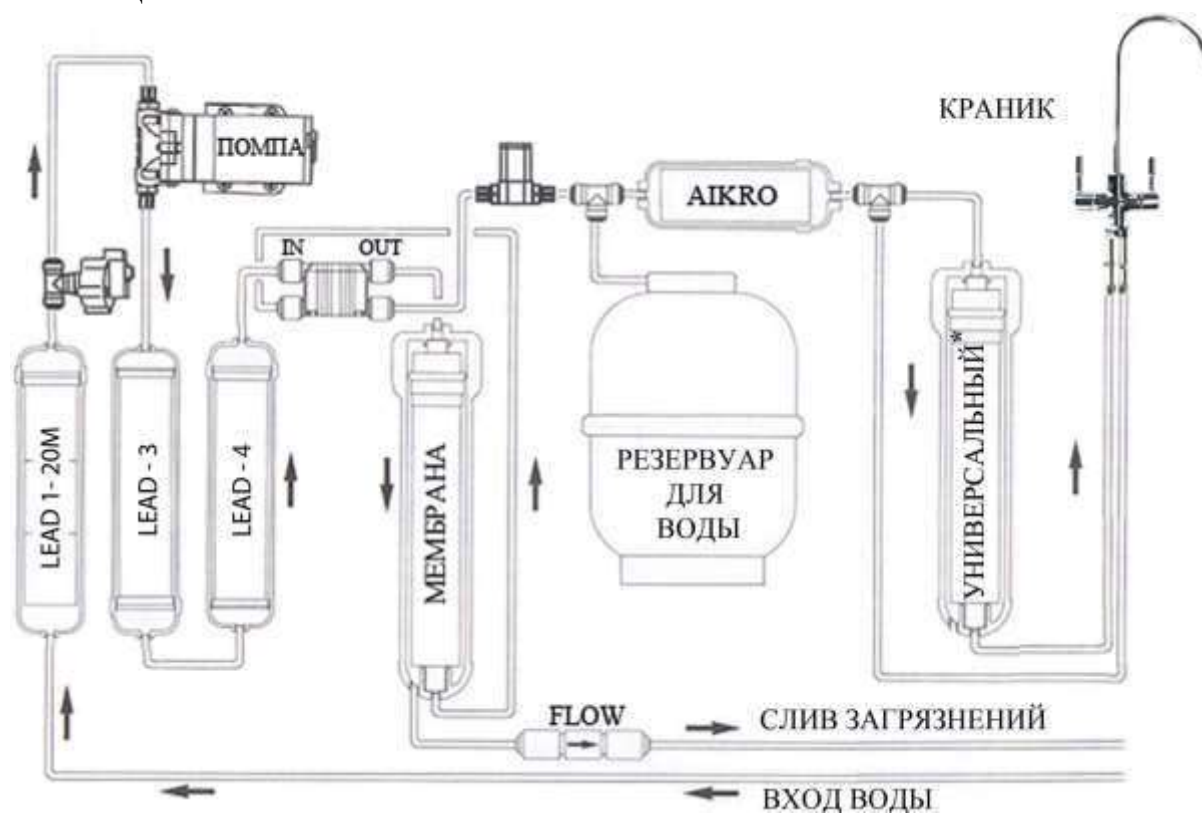 КРАНИК
ПОМПА
AIKRO
IN
OUT
LEAD 1-20M
LEAD - 3
LEAD - 4
МЕМБРАНА
РЕЗЕРВУАР
ДЛЯ
ВОДЫ
УНИВЕРСАЛЬНЫЙ*
FLOW
СЛИВ ЗАГРЯЗНЕНИЙ
ВХОД ВОДЫ